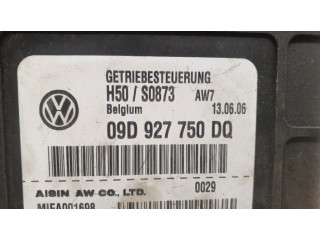 GETRIEBESTEUERUNG
H50 / S0873 AW7
Belgium 13.06.06
09D 927 750 DQ
AISIN AW CO., LTD. 0029